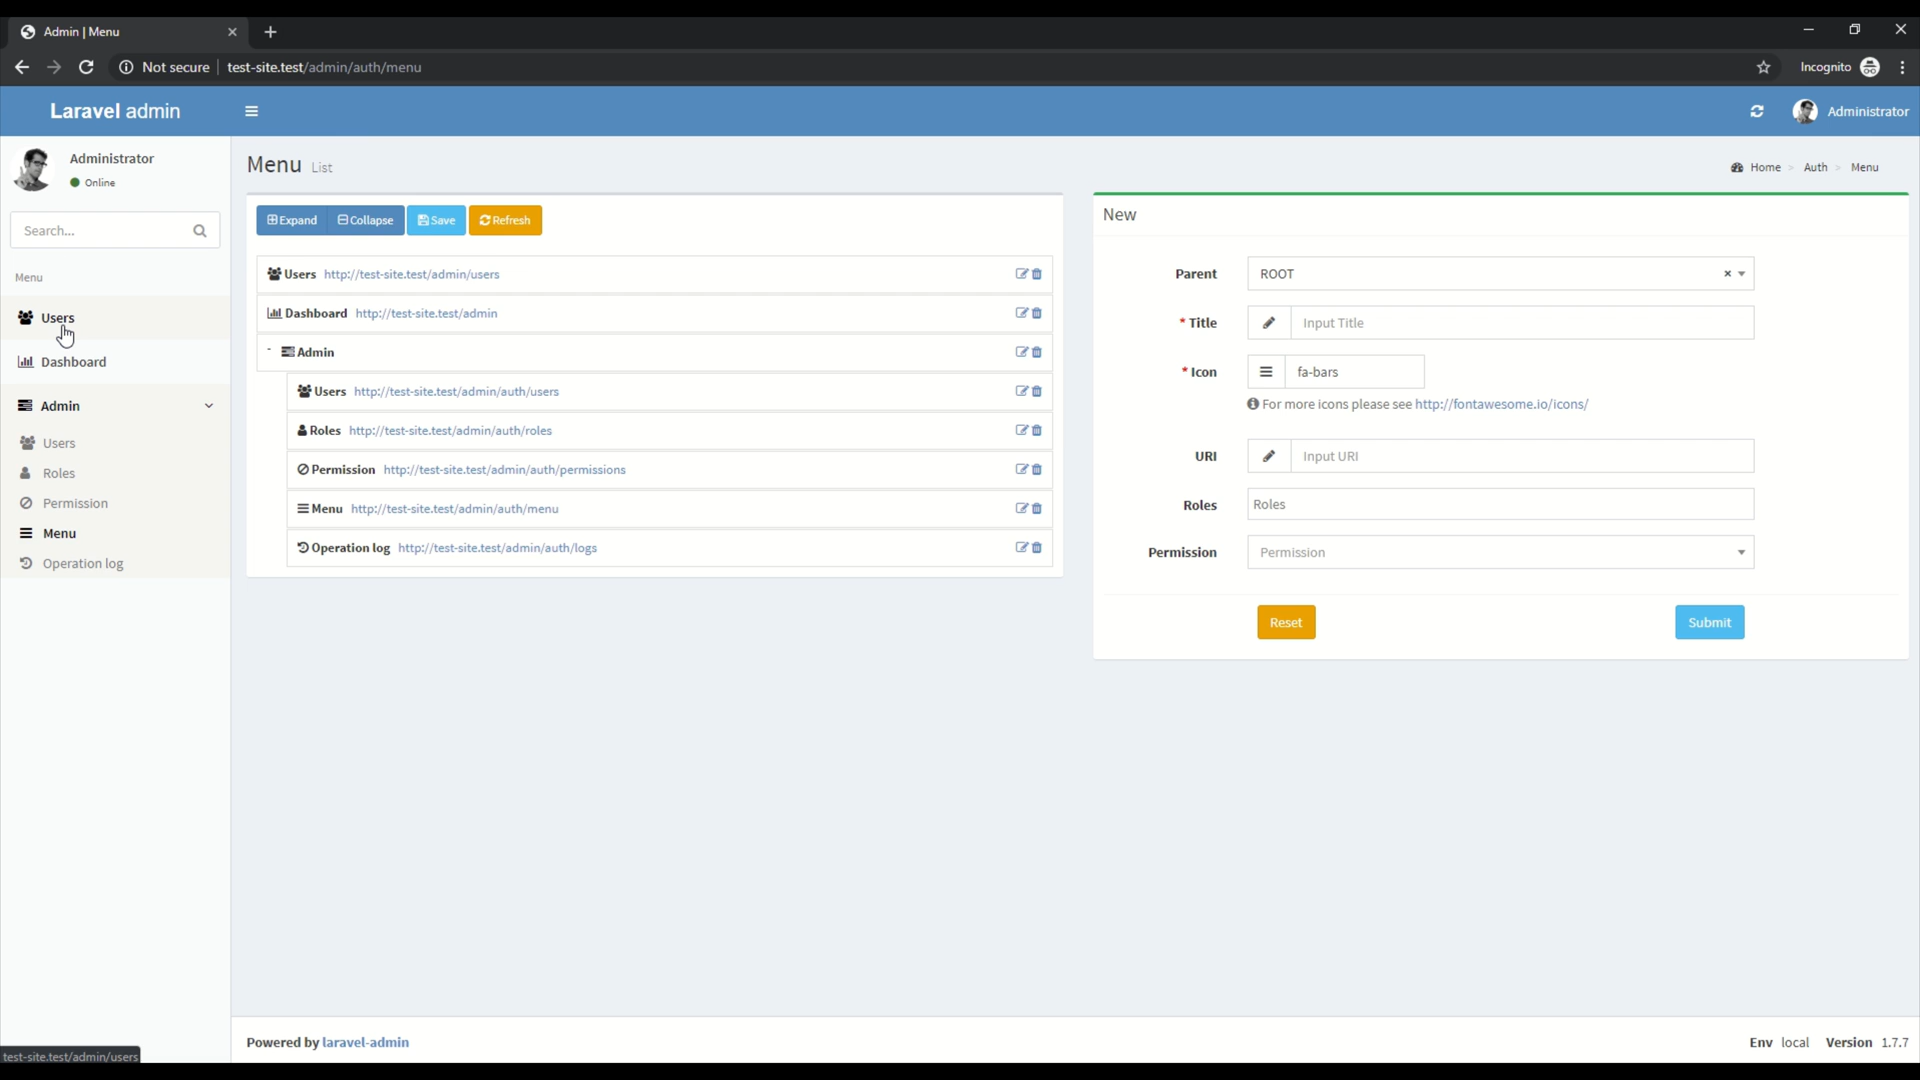 Admin | Menu
Not secure test-site.test/admin/auth/menu
Incognito
Laravel admin
Administrator
Administrator
Online
Menu List
Home > Auth > Menu
Search...
Menu
Users
Dashboard
Admin
Users
Roles
Permission
Menu
Operation log
Expand Collapse Save Refresh
Users http://test-site.test/admin/users
Dashboard http://test-site.test/admin
Admin
Users http://test-site.test/admin/auth/users
Roles http://test-site.test/admin/auth/roles
Permission http://test-site.test/admin/auth/permissions
Menu http://test-site.test/admin/auth/menu
Operation log http://test-site.test/admin/auth/logs
New
Parent ROOT
* Title Input Title
* Icon fa-bars
For more icons please see http://fontawesome.io/icons/
URI Input URI
Roles Roles
Permission Permission
Reset Submit
Powered by laravel-admin
Env local Version 1.7.7
test-site.test/admin/users